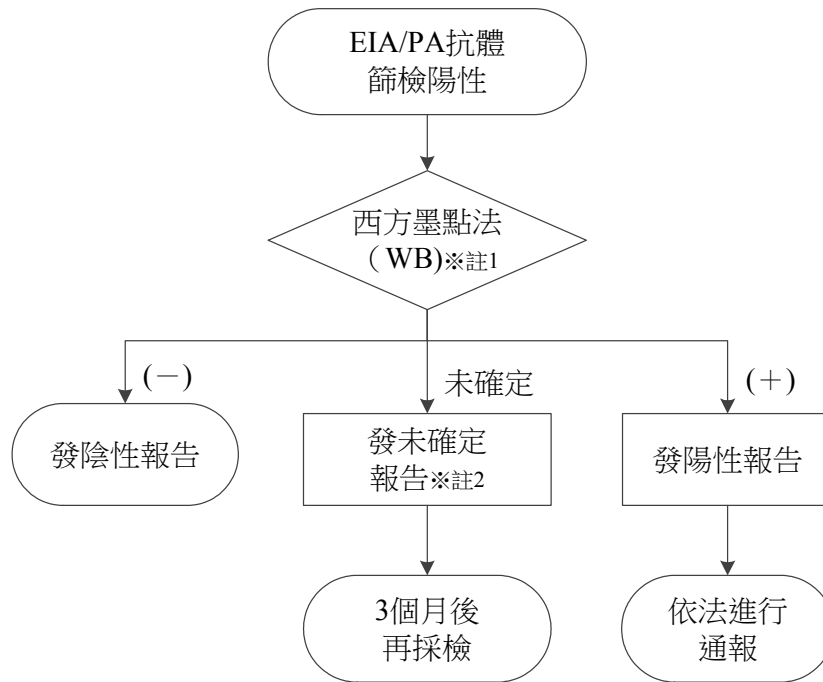 EIA/PA抗體
篩檢陽性
西方墨點法
（WB)※註1
(－)
未確定
(＋)
發陰性報告
發未確定
報告※註2
發陽性報告
3個月後
再採檢
依法進行
通報